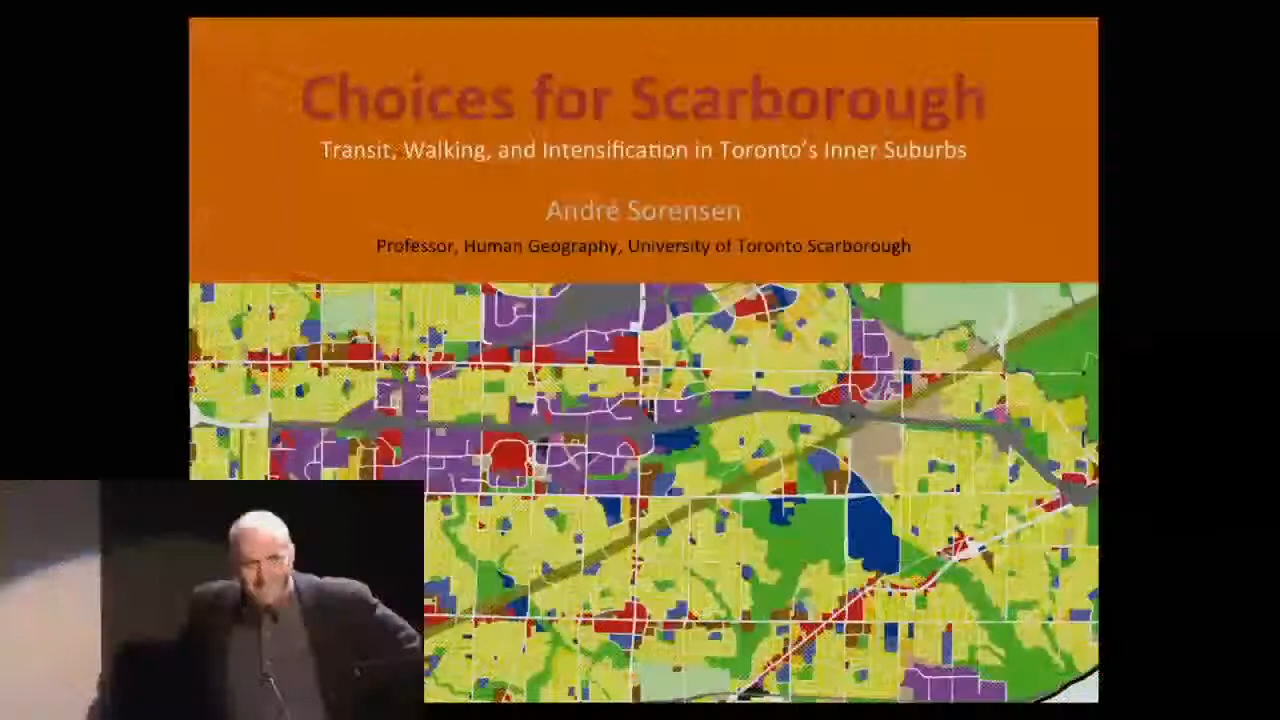 Choices for Scarborough
Transit, Walking, and Intensification in Toronto's Inner Suburbs
André Sorensen
Professor, Human Geography, University of Toronto Scarborough